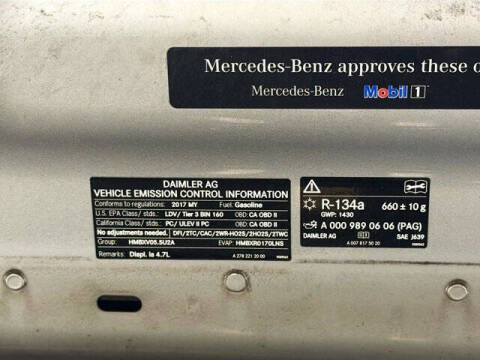 Mercedes-Benz approves these o
Mercedes-Benz Mobil 1
DAIMLER AG
VEHICLE EMISSION CONTROL INFORMATION
Conforms to regulations: 2017 MY Fuel: Gasoline
U.S. EPA Class/ stds.: LDV/ Tier 3 BIN 160 OBD: CA OBD II
California Class/ stds.: PC/ ULEV II PC OBD: CA OBD II
No adjustments needed. DFI/2TC/CAC/2WR-HO2S/2HO2S/2TWC
Group: HMBXV05.5U2A EVAP: HMBXR0170LNS
Remarks: Displ. is 4.7L A 278 221 20 00
R-134a 660 ± 10 g
GWP: 1430
A 000 989 06 06 (PAG)
DAIMLER AG SAE J639
A 007 817 50 20